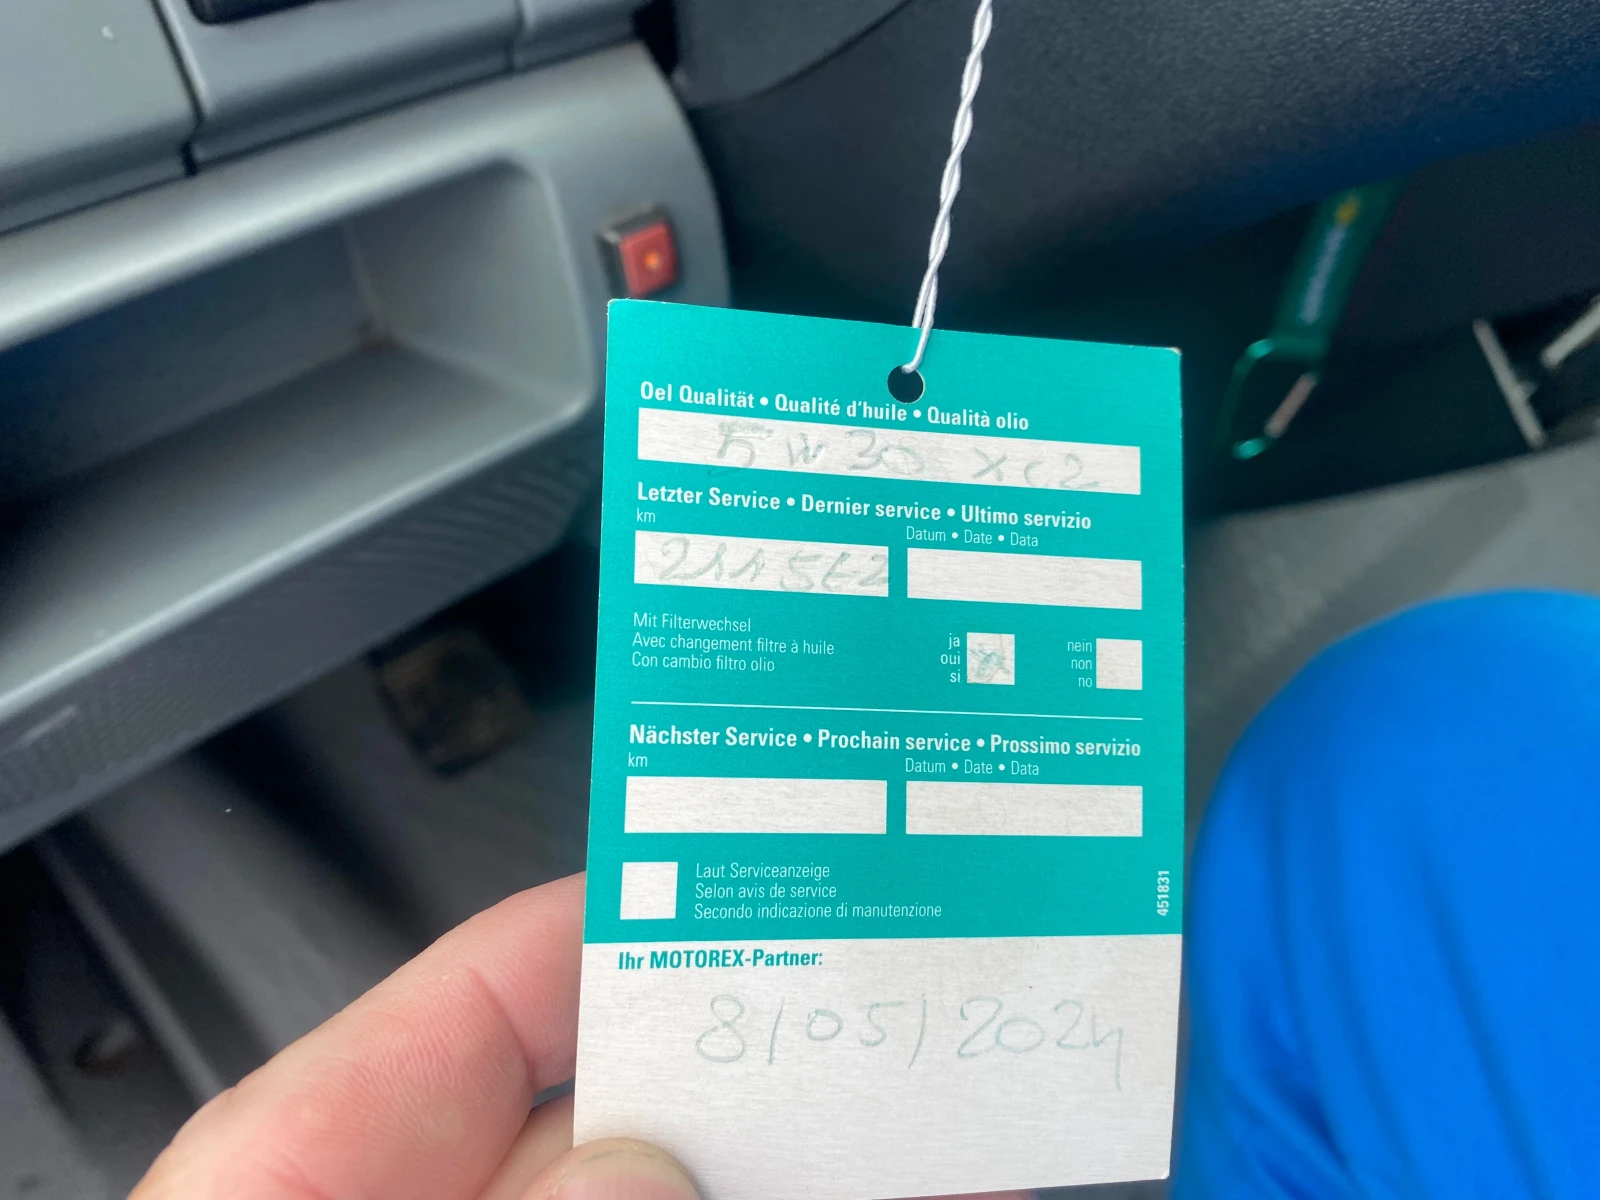 Oel Qualität • Qualité d'huile • Qualità olio
5W30 XC2
Letzter Service • Dernier service • Ultimo servizio
km
Datum • Date • Data
Mit Filterwechsel
Avec changement filtre à huile
Con cambio filtro olio
ja
oui
si
x
nein
non
no
Nächster Service • Prochain service • Prossimo servizio
km
Datum • Date • Data
Laut Serviceanzeige
Selon avis de service
Secondo indicazione di manutenzione
451831
Ihr MOTOREX-Partner:
8/05/2024